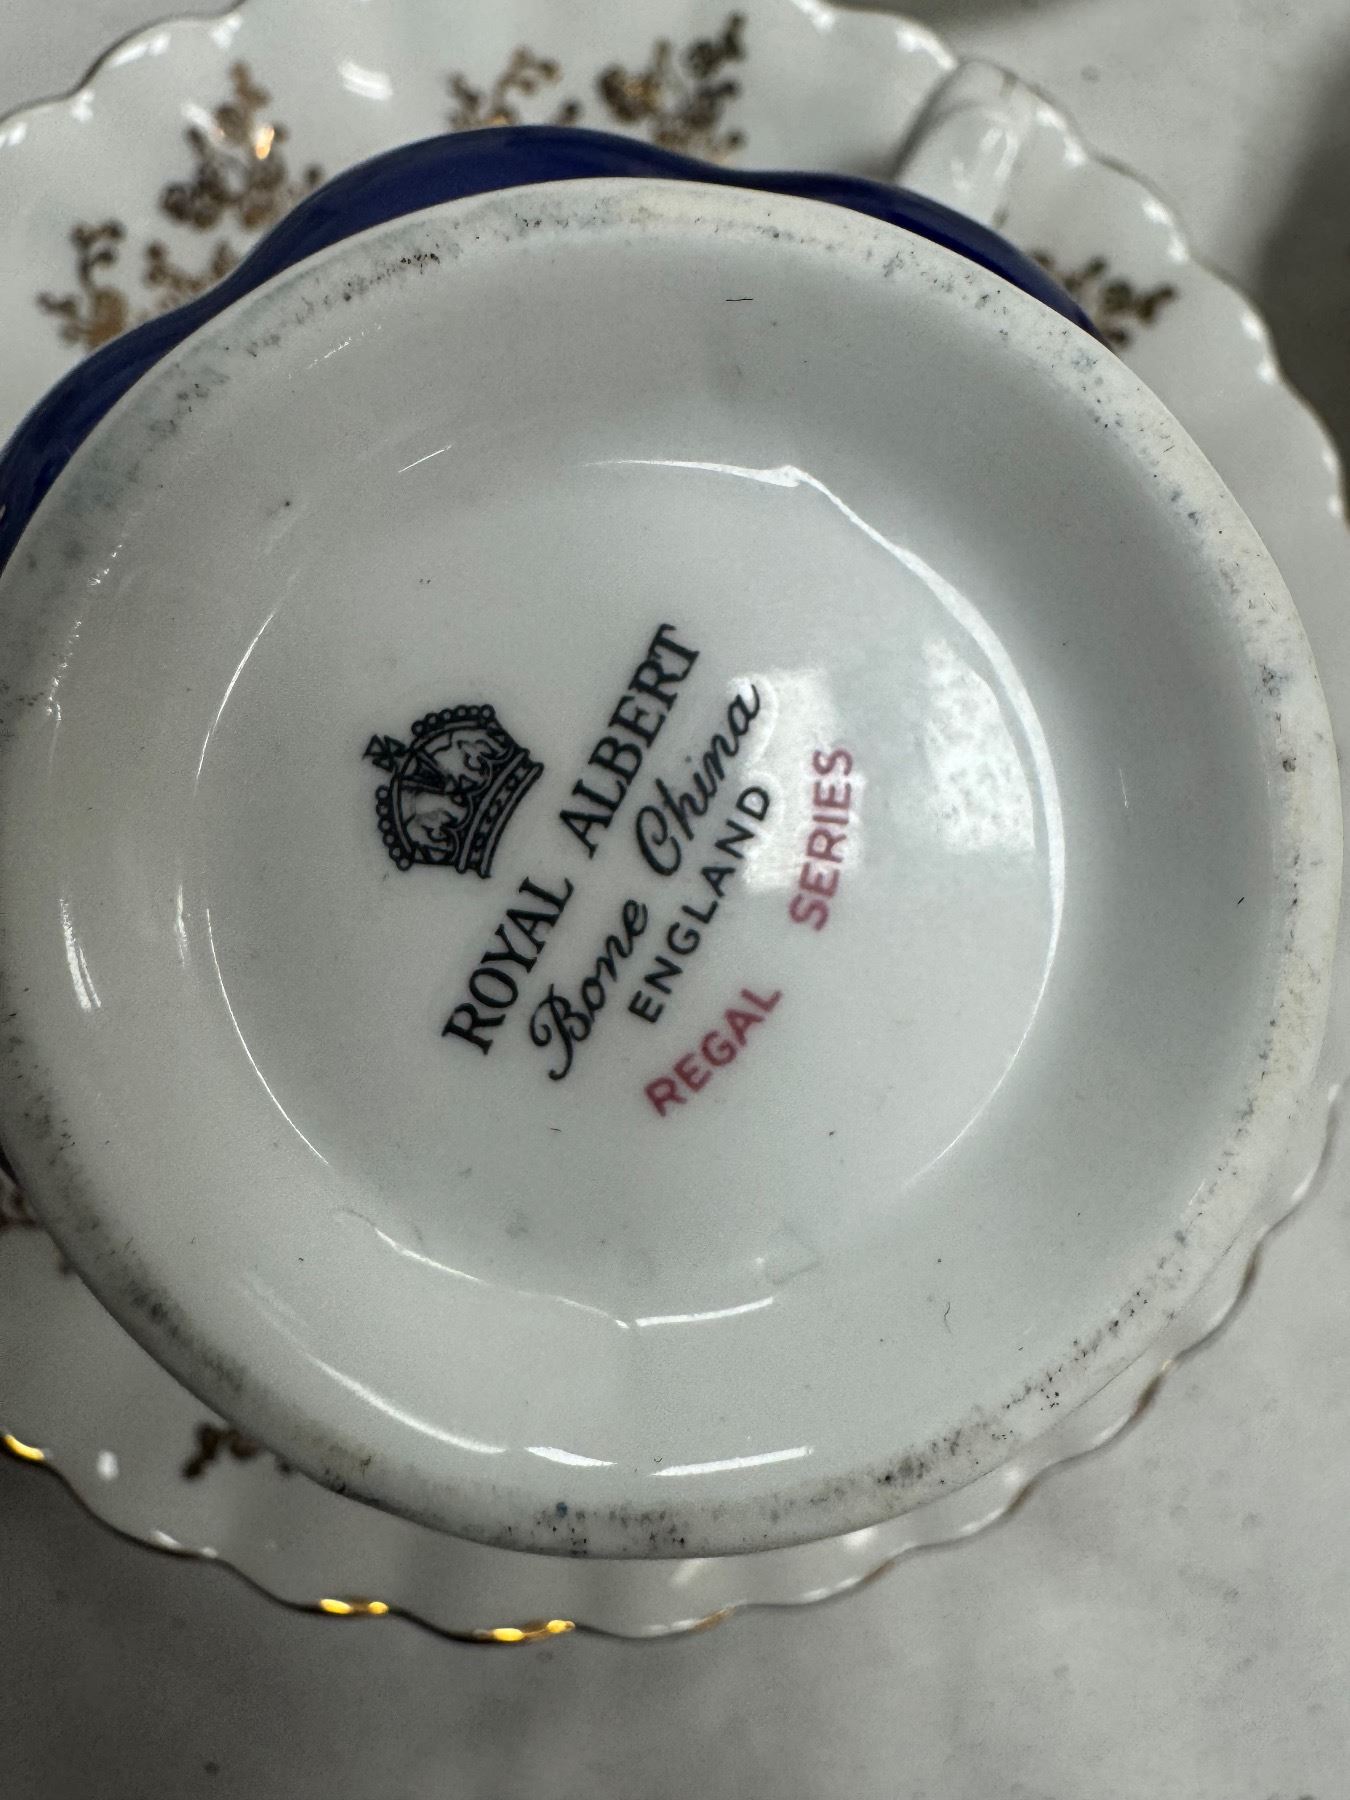 ROYAL ALBERT
Bone China
ENGLAND
REGAL SERIES